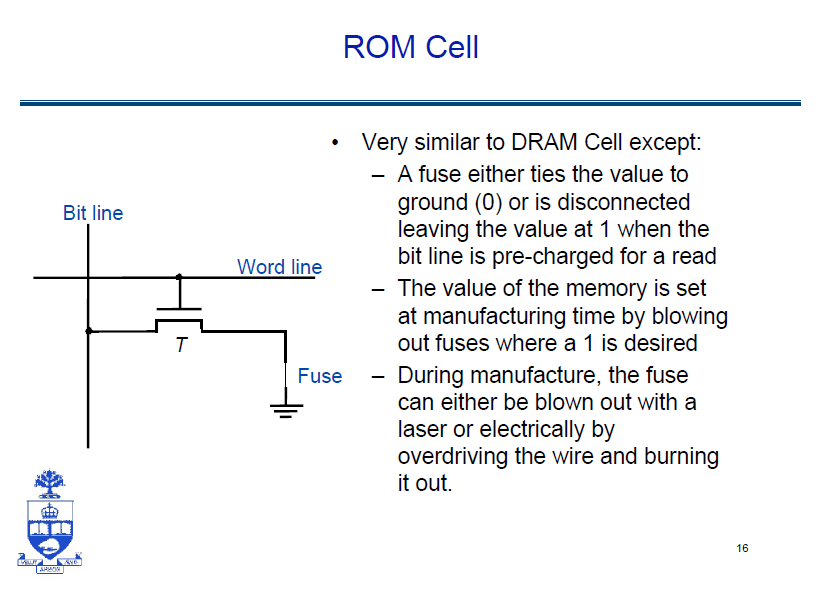 ROM Cell
• Very similar to DRAM Cell except:
– A fuse either ties the value to
ground (0) or is disconnected
leaving the value at 1 when the
bit line is pre-charged for a read
– The value of the memory is set
at manufacturing time by blowing
out fuses where a 1 is desired
– During manufacture, the fuse
can either be blown out with a
laser or electrically by
overdriving the wire and burning
it out.
Bit line
Word line
T
Fuse
16